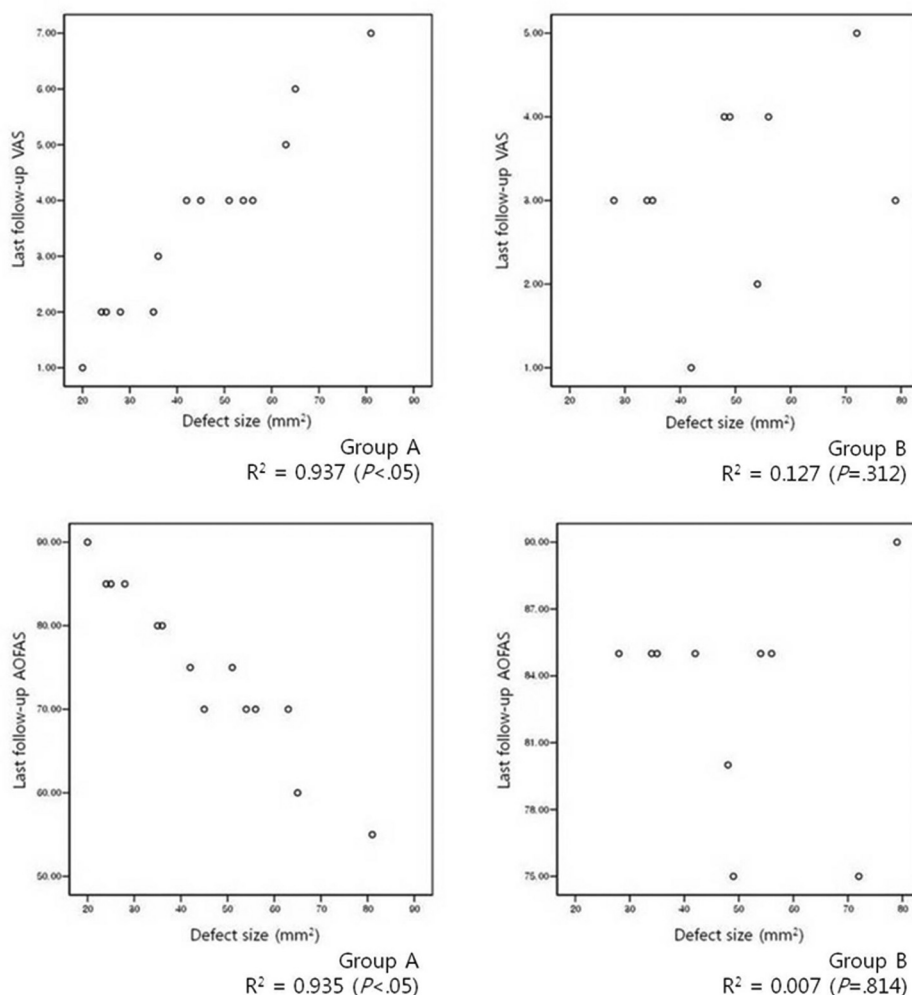 7.00
6.00
5.00
4.00
3.00
2.00
1.00
Last follow-up VAS
20 30 40 50 60 70 80 90
Defect size (mm²)
Group A
R² = 0.937 (P<.05)
5.00
4.00
3.00
2.00
1.00
Last follow-up VAS
20 30 40 50 60 70 80
Defect size (mm²)
Group B
R² = 0.127 (P=.312)
90.00
80.00
70.00
60.00
50.00
Last follow-up AOFAS
20 30 40 50 60 70 80 90
Defect size (mm²)
Group A
R² = 0.935 (P<.05)
90.00
87.00
84.00
81.00
78.00
75.00
Last follow-up AOFAS
20 30 40 50 60 70 80
Defect size (mm²)
Group B
R² = 0.007 (P=.814)